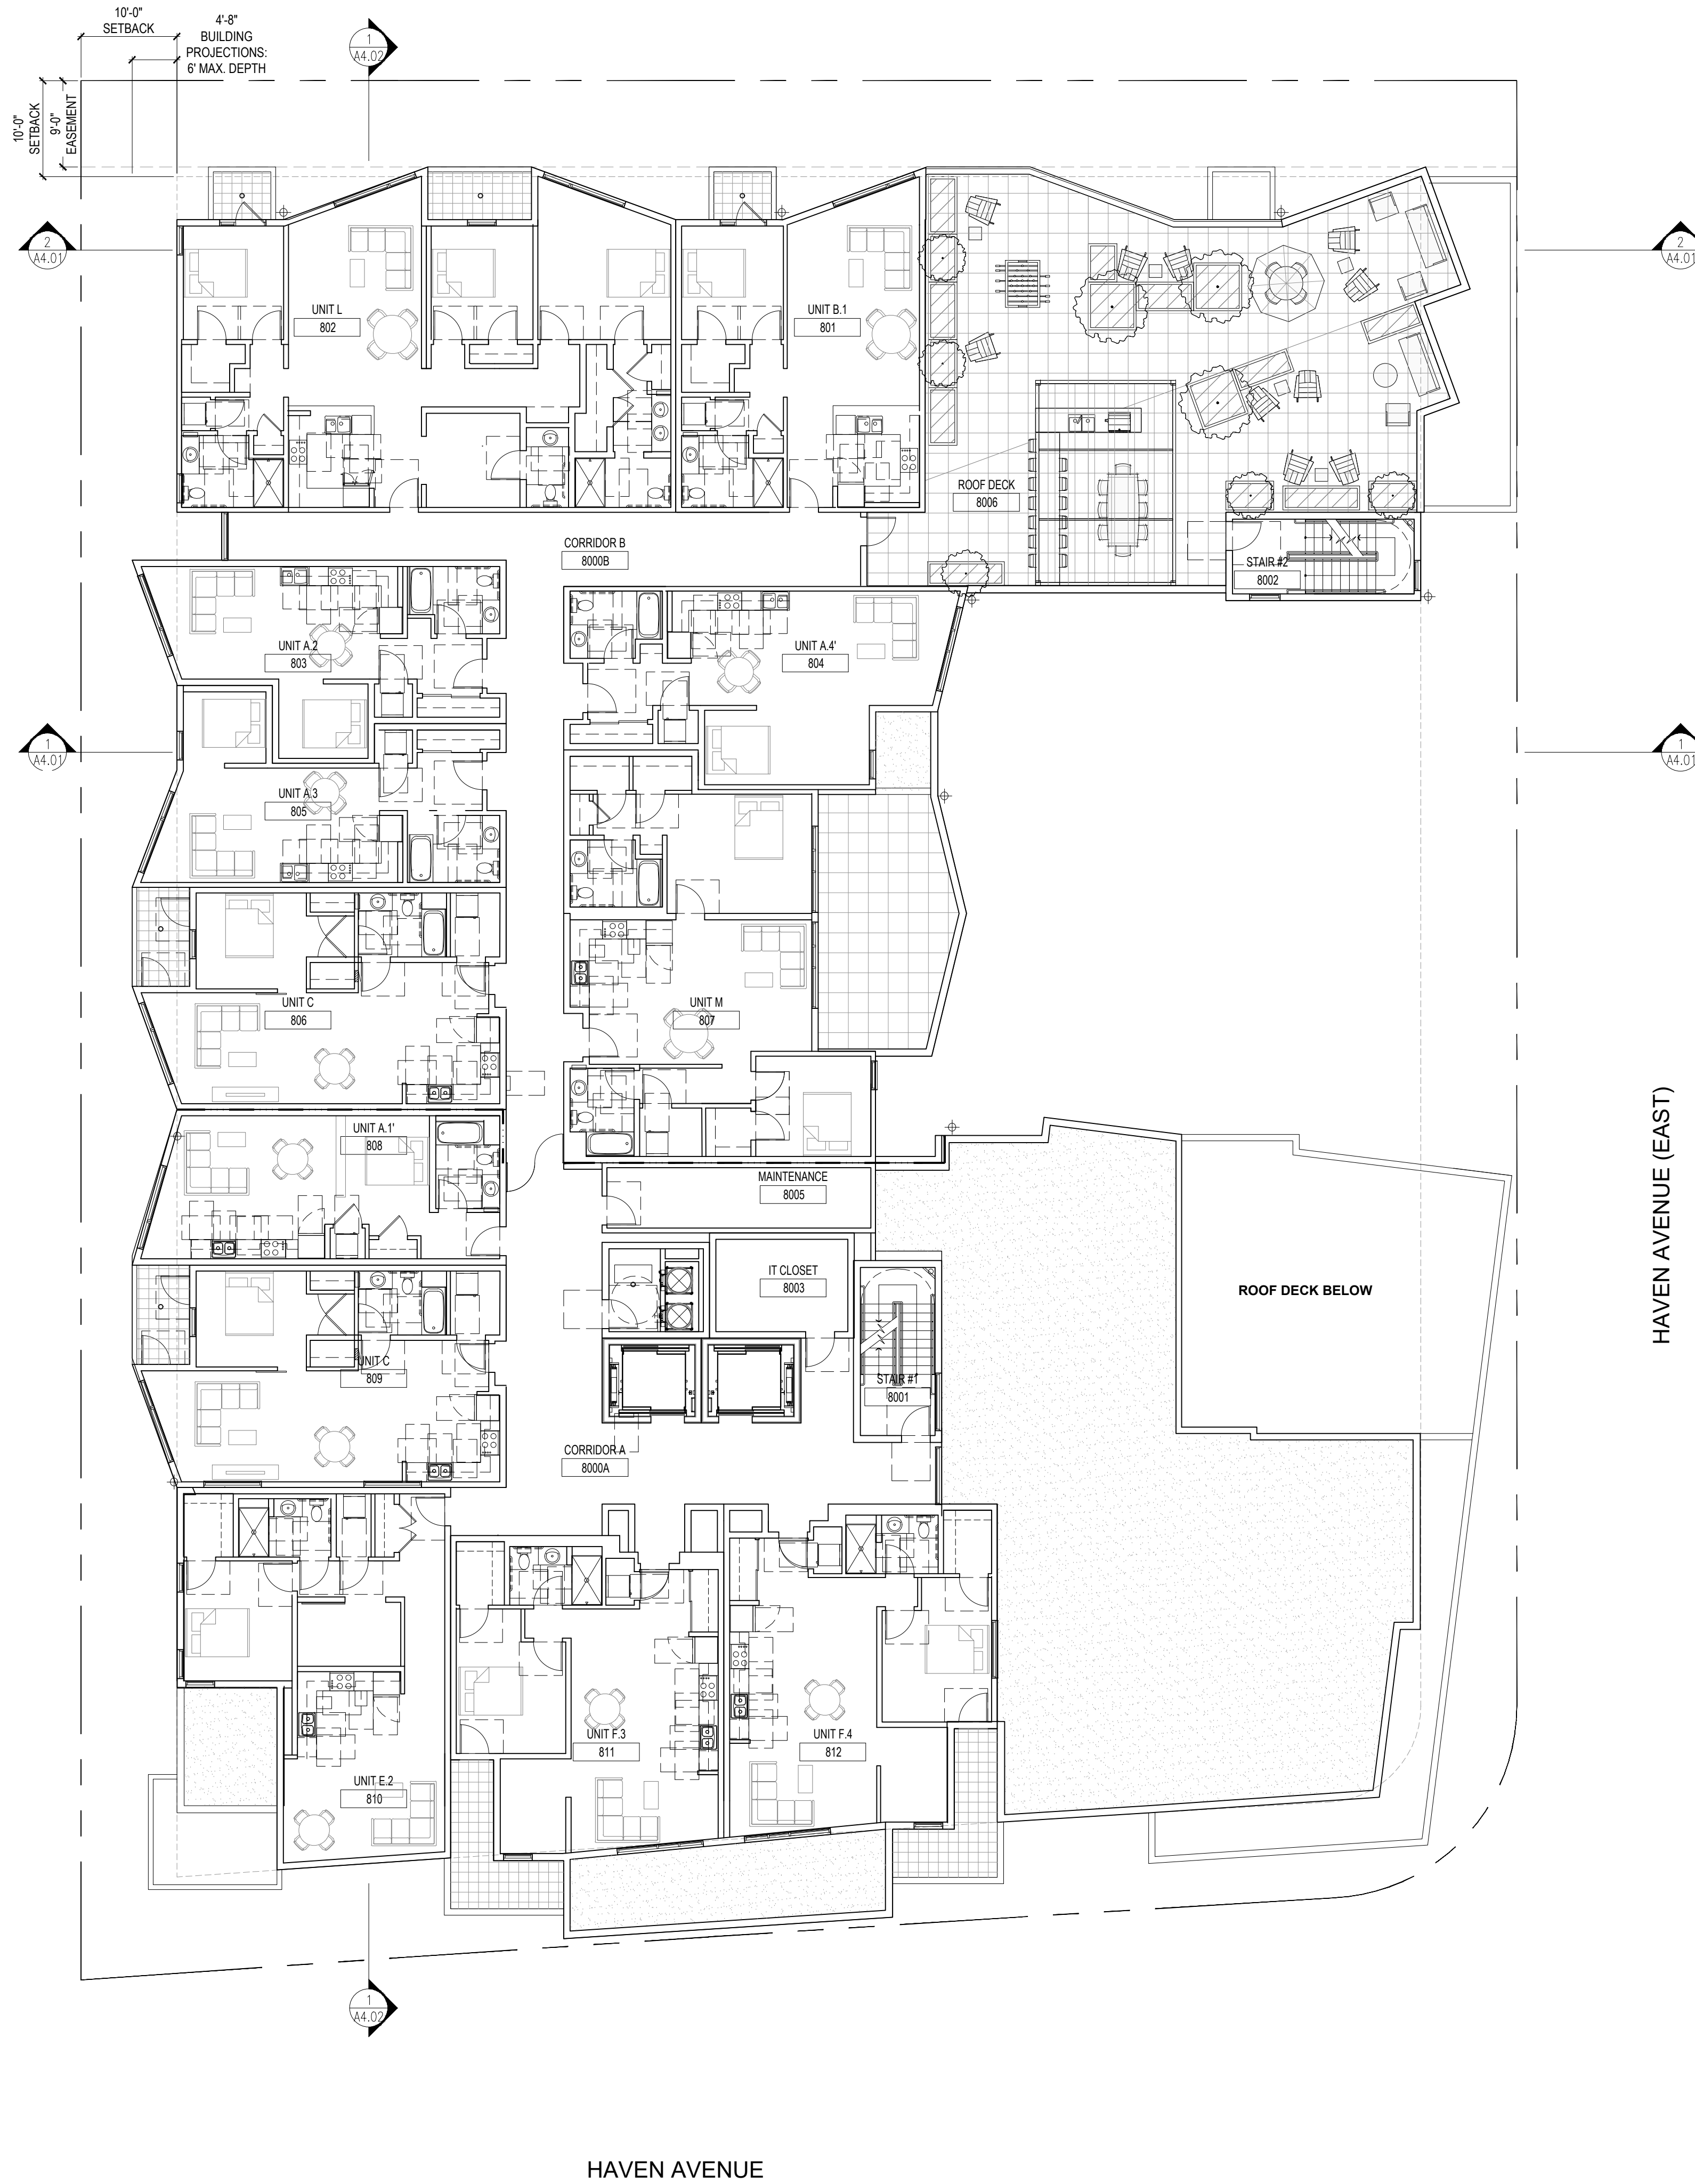 10'-0"
SETBACK
4'-8"
BUILDING
PROJECTIONS:
6' MAX. DEPTH
1
A4.02
10'-0"
SETBACK
9'-0"
EASEMENT
2
A4.01
2
A4.01
UNIT L
802
UNIT B.1
801
ROOF DECK
8006
CORRIDOR B
8000B
STAIR #2
8002
UNIT A.2
803
UNIT A.4'
804
1
A4.01
1
A4.01
UNIT A.3
805
UNIT C
806
UNIT M
807
UNIT A.1'
808
MAINTENANCE
8005
IT CLOSET
8003
ROOF DECK BELOW
HAVEN AVENUE (EAST)
UNIT C
809
STAIR #1
8001
CORRIDOR A
8000A
UNIT F.3
811
UNIT F.4
812
UNIT E.2
810
1
A4.02
HAVEN AVENUE